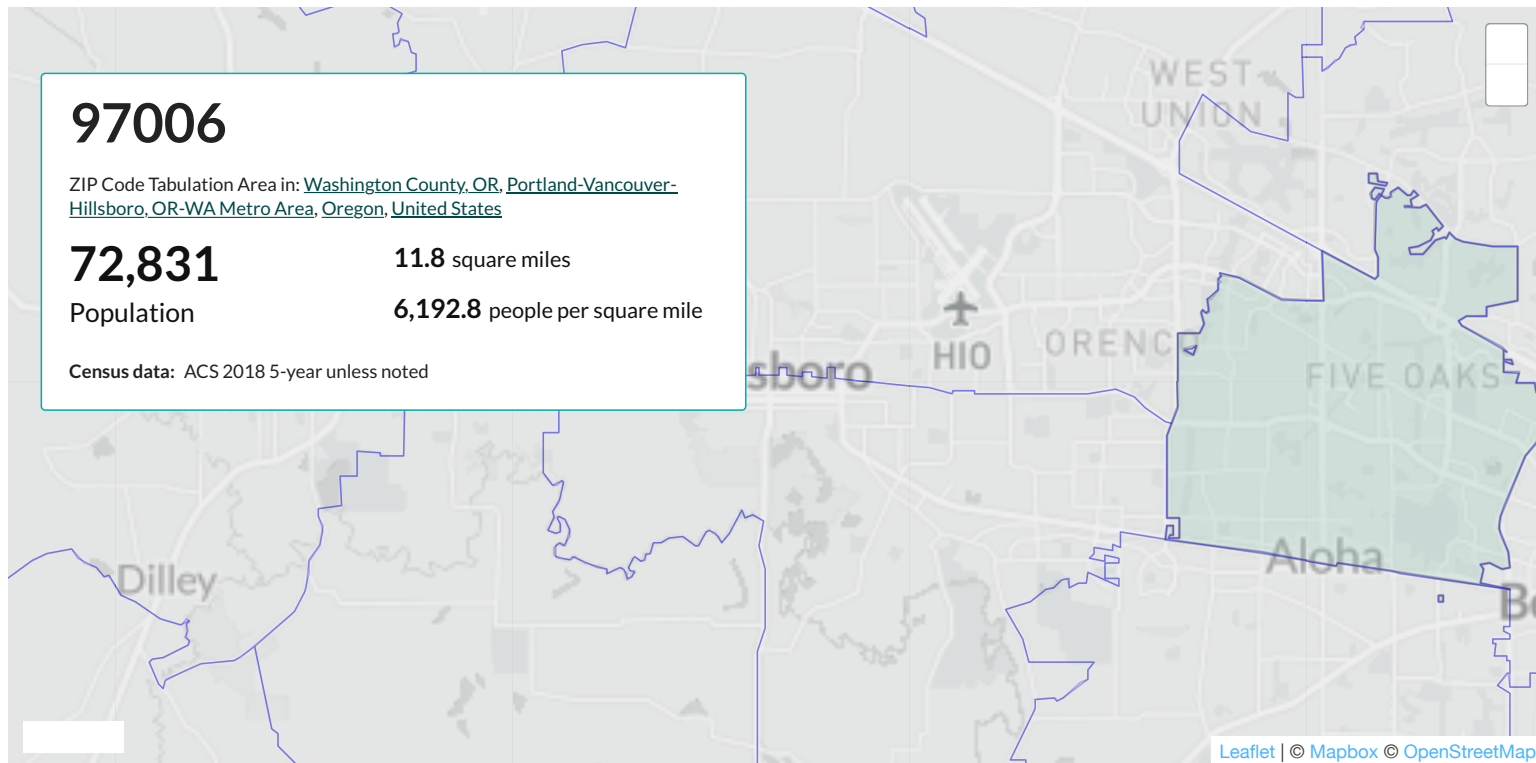 97006
ZIP Code Tabulation Area in: Washington County, OR, Portland-Vancouver-
Hillsboro, OR-WA Metro Area, Oregon, United States
72,831
Population
11.8 square miles
6,192.8 people per square mile
Census data: ACS 2018 5-year unless noted
WEST
UNION
HIO
ORENCO
sboro
FIVE OAKS
Aloha
Dilley
Be
Leaflet | © Mapbox © OpenStreetMap